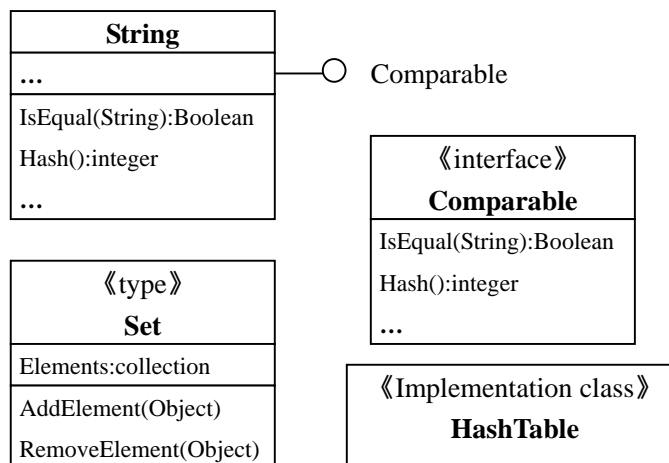 String
...
IsEqual(String):Boolean
Hash():integer
...
Comparable
《interface》
Comparable
IsEqual(String):Boolean
Hash():integer
...
《type》
Set
Elements:collection
AddElement(Object)
RemoveElement(Object)
《Implementation class》
HashTable